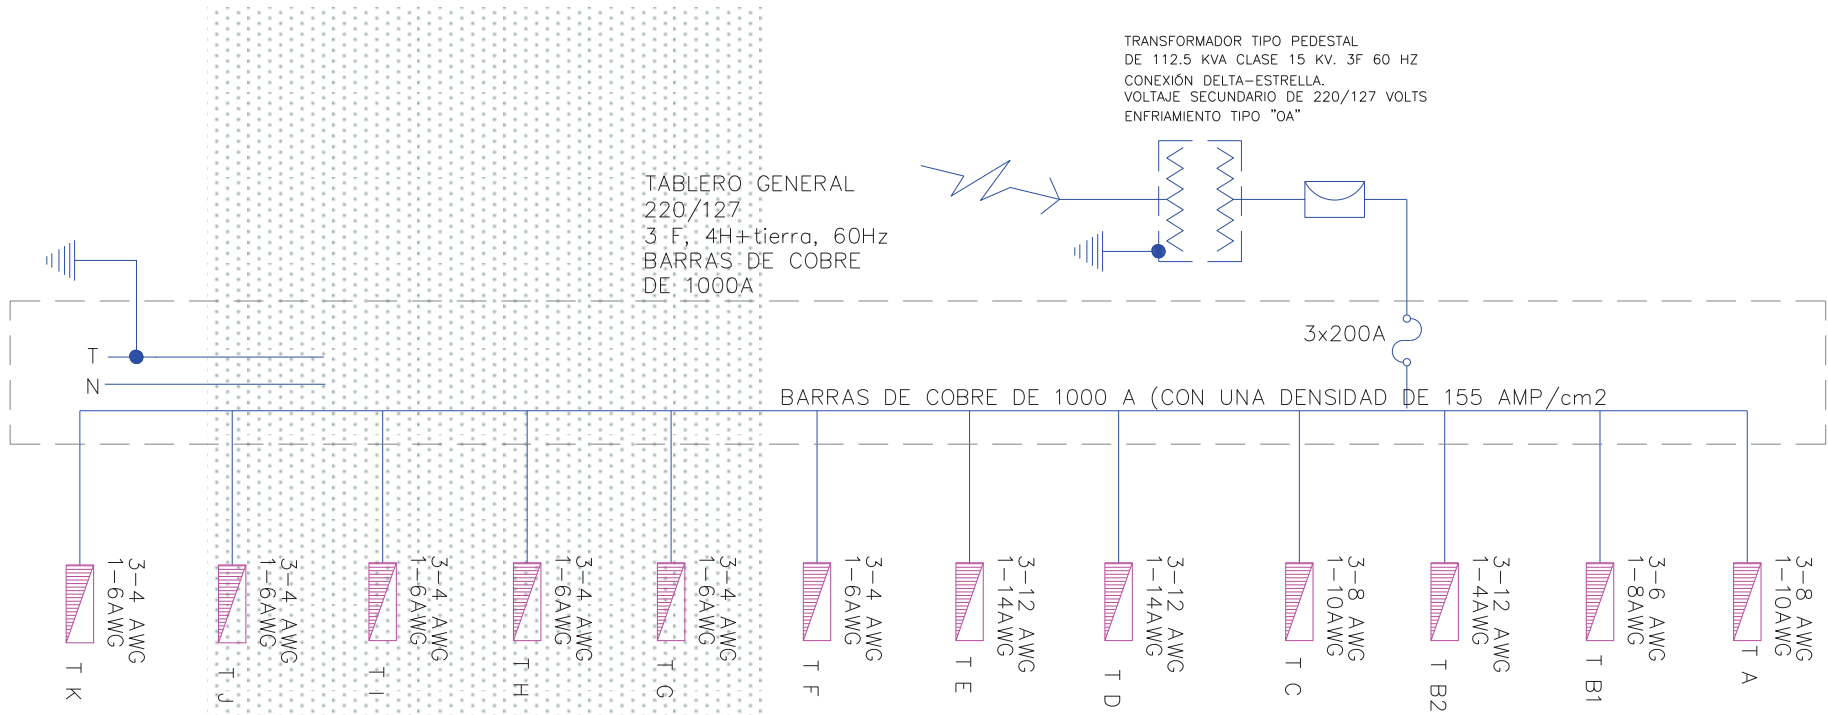 TRANSFORMADOR TIPO PEDESTAL
DE 112.5 KVA CLASE 15 KV. 3F 60 HZ
CONEXIÓN DELTA-ESTRELLA.
VOLTAJE SECUNDARIO DE 220/127 VOLTS
ENFRIAMIENTO TIPO "OA"
TABLERO GENERAL
220/127
3 F, 4H+tierra, 60Hz
BARRAS DE COBRE
DE 1000A
3x200A
T
N
BARRAS DE COBRE DE 1000 A (CON UNA DENSIDAD DE 155 AMP/cm2
3-4 AWG
1-6AWG
T K
3-4 AWG
1-6AWG
T J
3-4 AWG
1-6AWG
T I
3-4 AWG
1-6AWG
T H
3-4 AWG
1-6AWG
T G
3-4 AWG
1-6AWG
T F
3-12 AWG
1-14AWG
T E
3-12 AWG
1-14AWG
T D
3-8 AWG
1-10AWG
T C
3-12 AWG
1-4AWG
T B2
3-6 AWG
1-8AWG
T B1
3-8 AWG
1-10AWG
T A